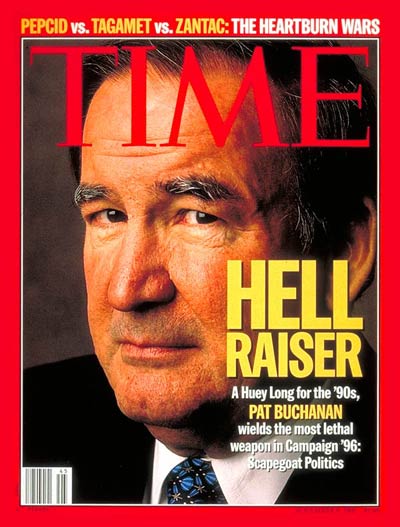 PEPCID vs. TAGAMET vs. ZANTAC: THE HEARTBURN WARS
TIME
HELL
RAISER
A Huey Long for the '90s,
PAT BUCHANAN
wields the most lethal
weapon in Campaign '96:
Scapegoat Politics
45